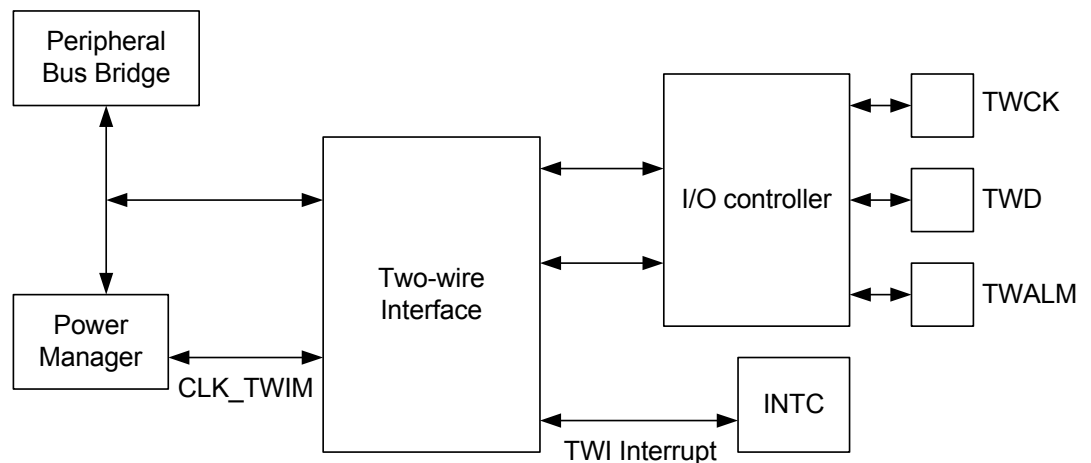 Peripheral
Bus Bridge
TWCK
I/O controller
TWD
Two-wire
Interface
TWALM
Power
Manager
CLK_TWIM
INTC
TWI Interrupt